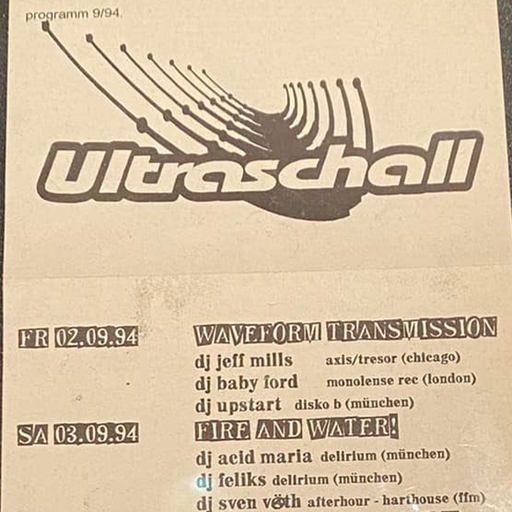 programm 9/94.
Ultraschall
FR 02.09.94 WAVEFORM TRANSMISSION
dj jeff mills axis/tresor (chicago)
dj baby ford monolense rec (london)
dj upstart disko b (münchen)
SA 03.09.94 FIRE AND WATER!
dj acid maria delirium (münchen)
dj feliks delirium (münchen)
dj sven väth afterhour - harthouse (ffm)